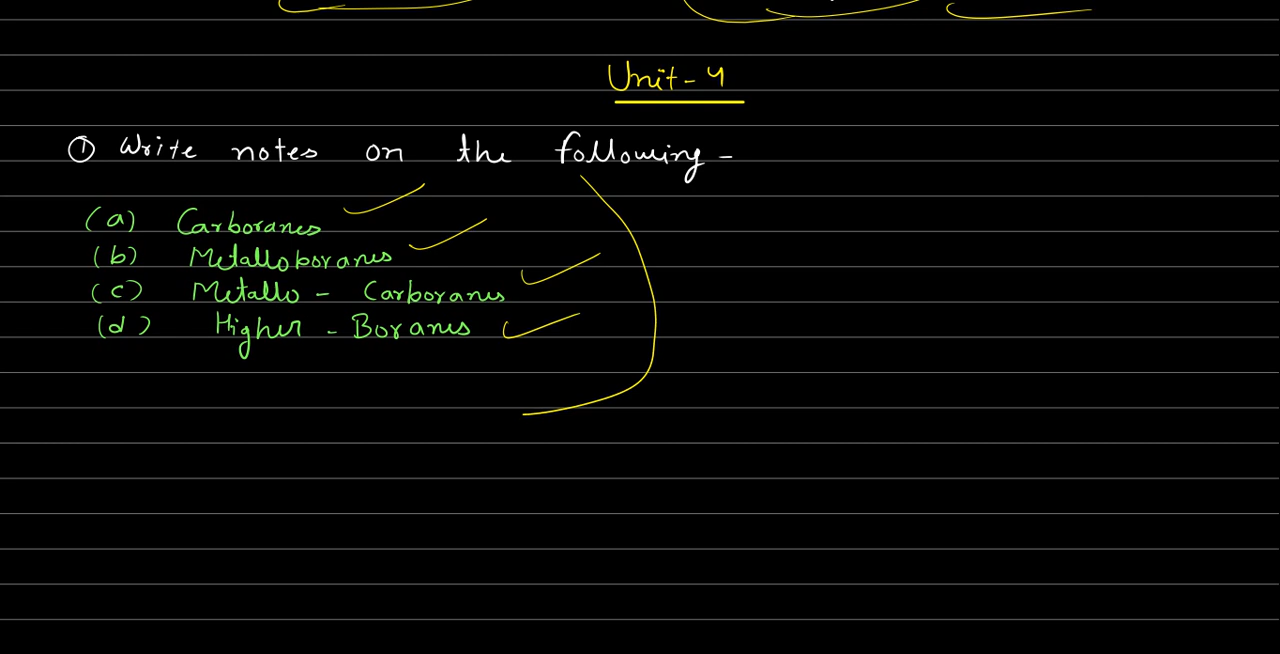 Unit - 4
① Write notes on the following -
(a) Carboranes
(b) Metalloboranes
(c) Metallo - Carboranes
(d) Higher - Boranes